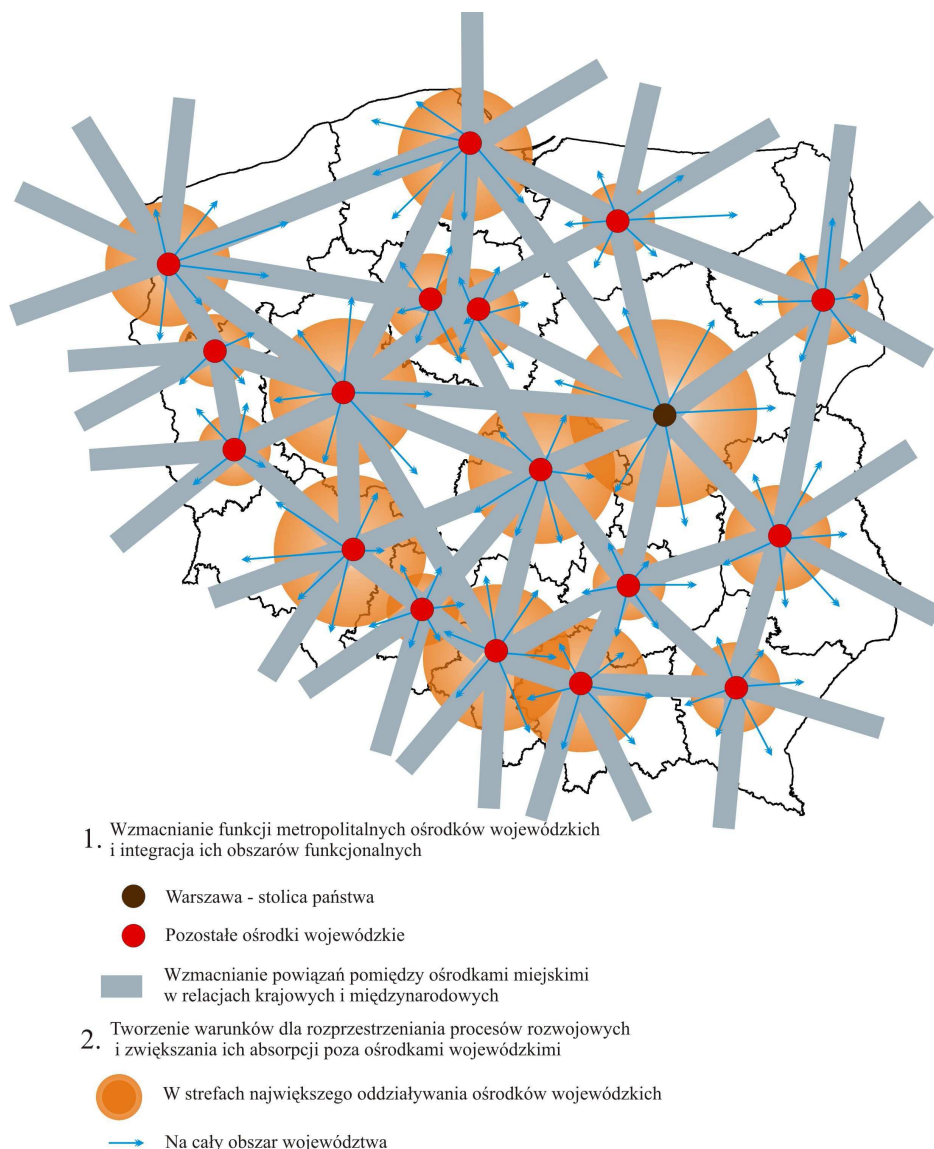 1. Wzmacnianie funkcji metropolitalnych ośrodków wojewódzkich
i integracja ich obszarów funkcjonalnych
Warszawa - stolica państwa
Pozostałe ośrodki wojewódzkie
Wzmacnianie powiązań pomiędzy ośrodkami miejskimi
w relacjach krajowych i międzynarodowych
2. Tworzenie warunków dla rozprzestrzeniania procesów rozwojowych
i zwiększania ich absorpcji poza ośrodkami wojewódzkimi
W strefach największego oddziaływania ośrodków wojewódzkich
Na cały obszar województwa